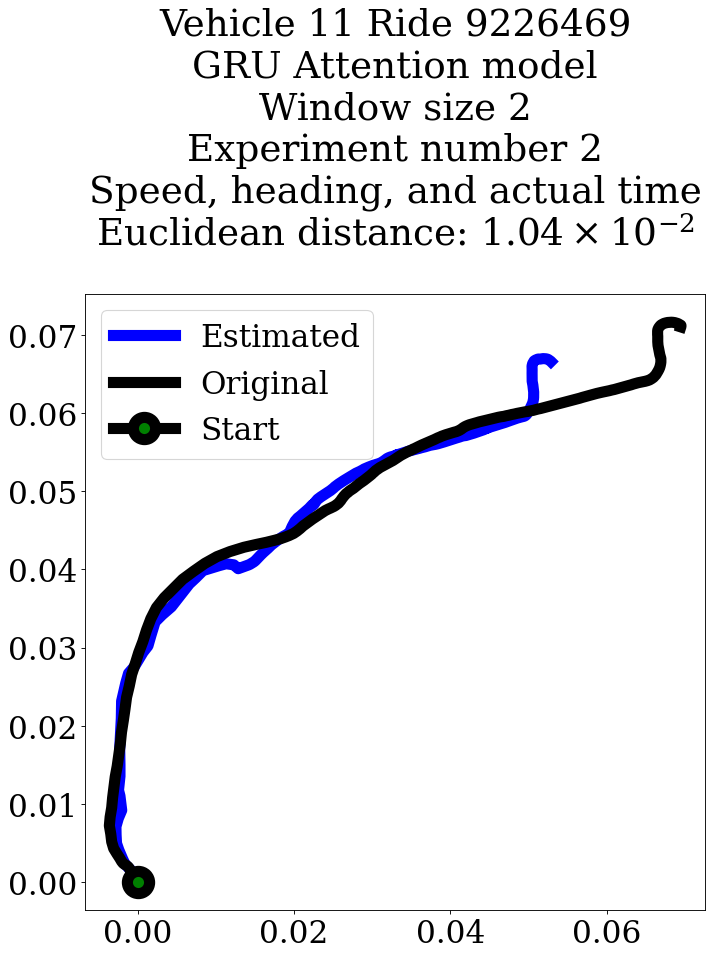 Vehicle 11 Ride 9226469
GRU Attention model
Window size 2
Experiment number 2
Speed, heading, and actual time
Euclidean distance: 1.04 × 10⁻²
Estimated
Original
Start
0.07
0.06
0.05
0.04
0.03
0.02
0.01
0.00
0.00 0.02 0.04 0.06